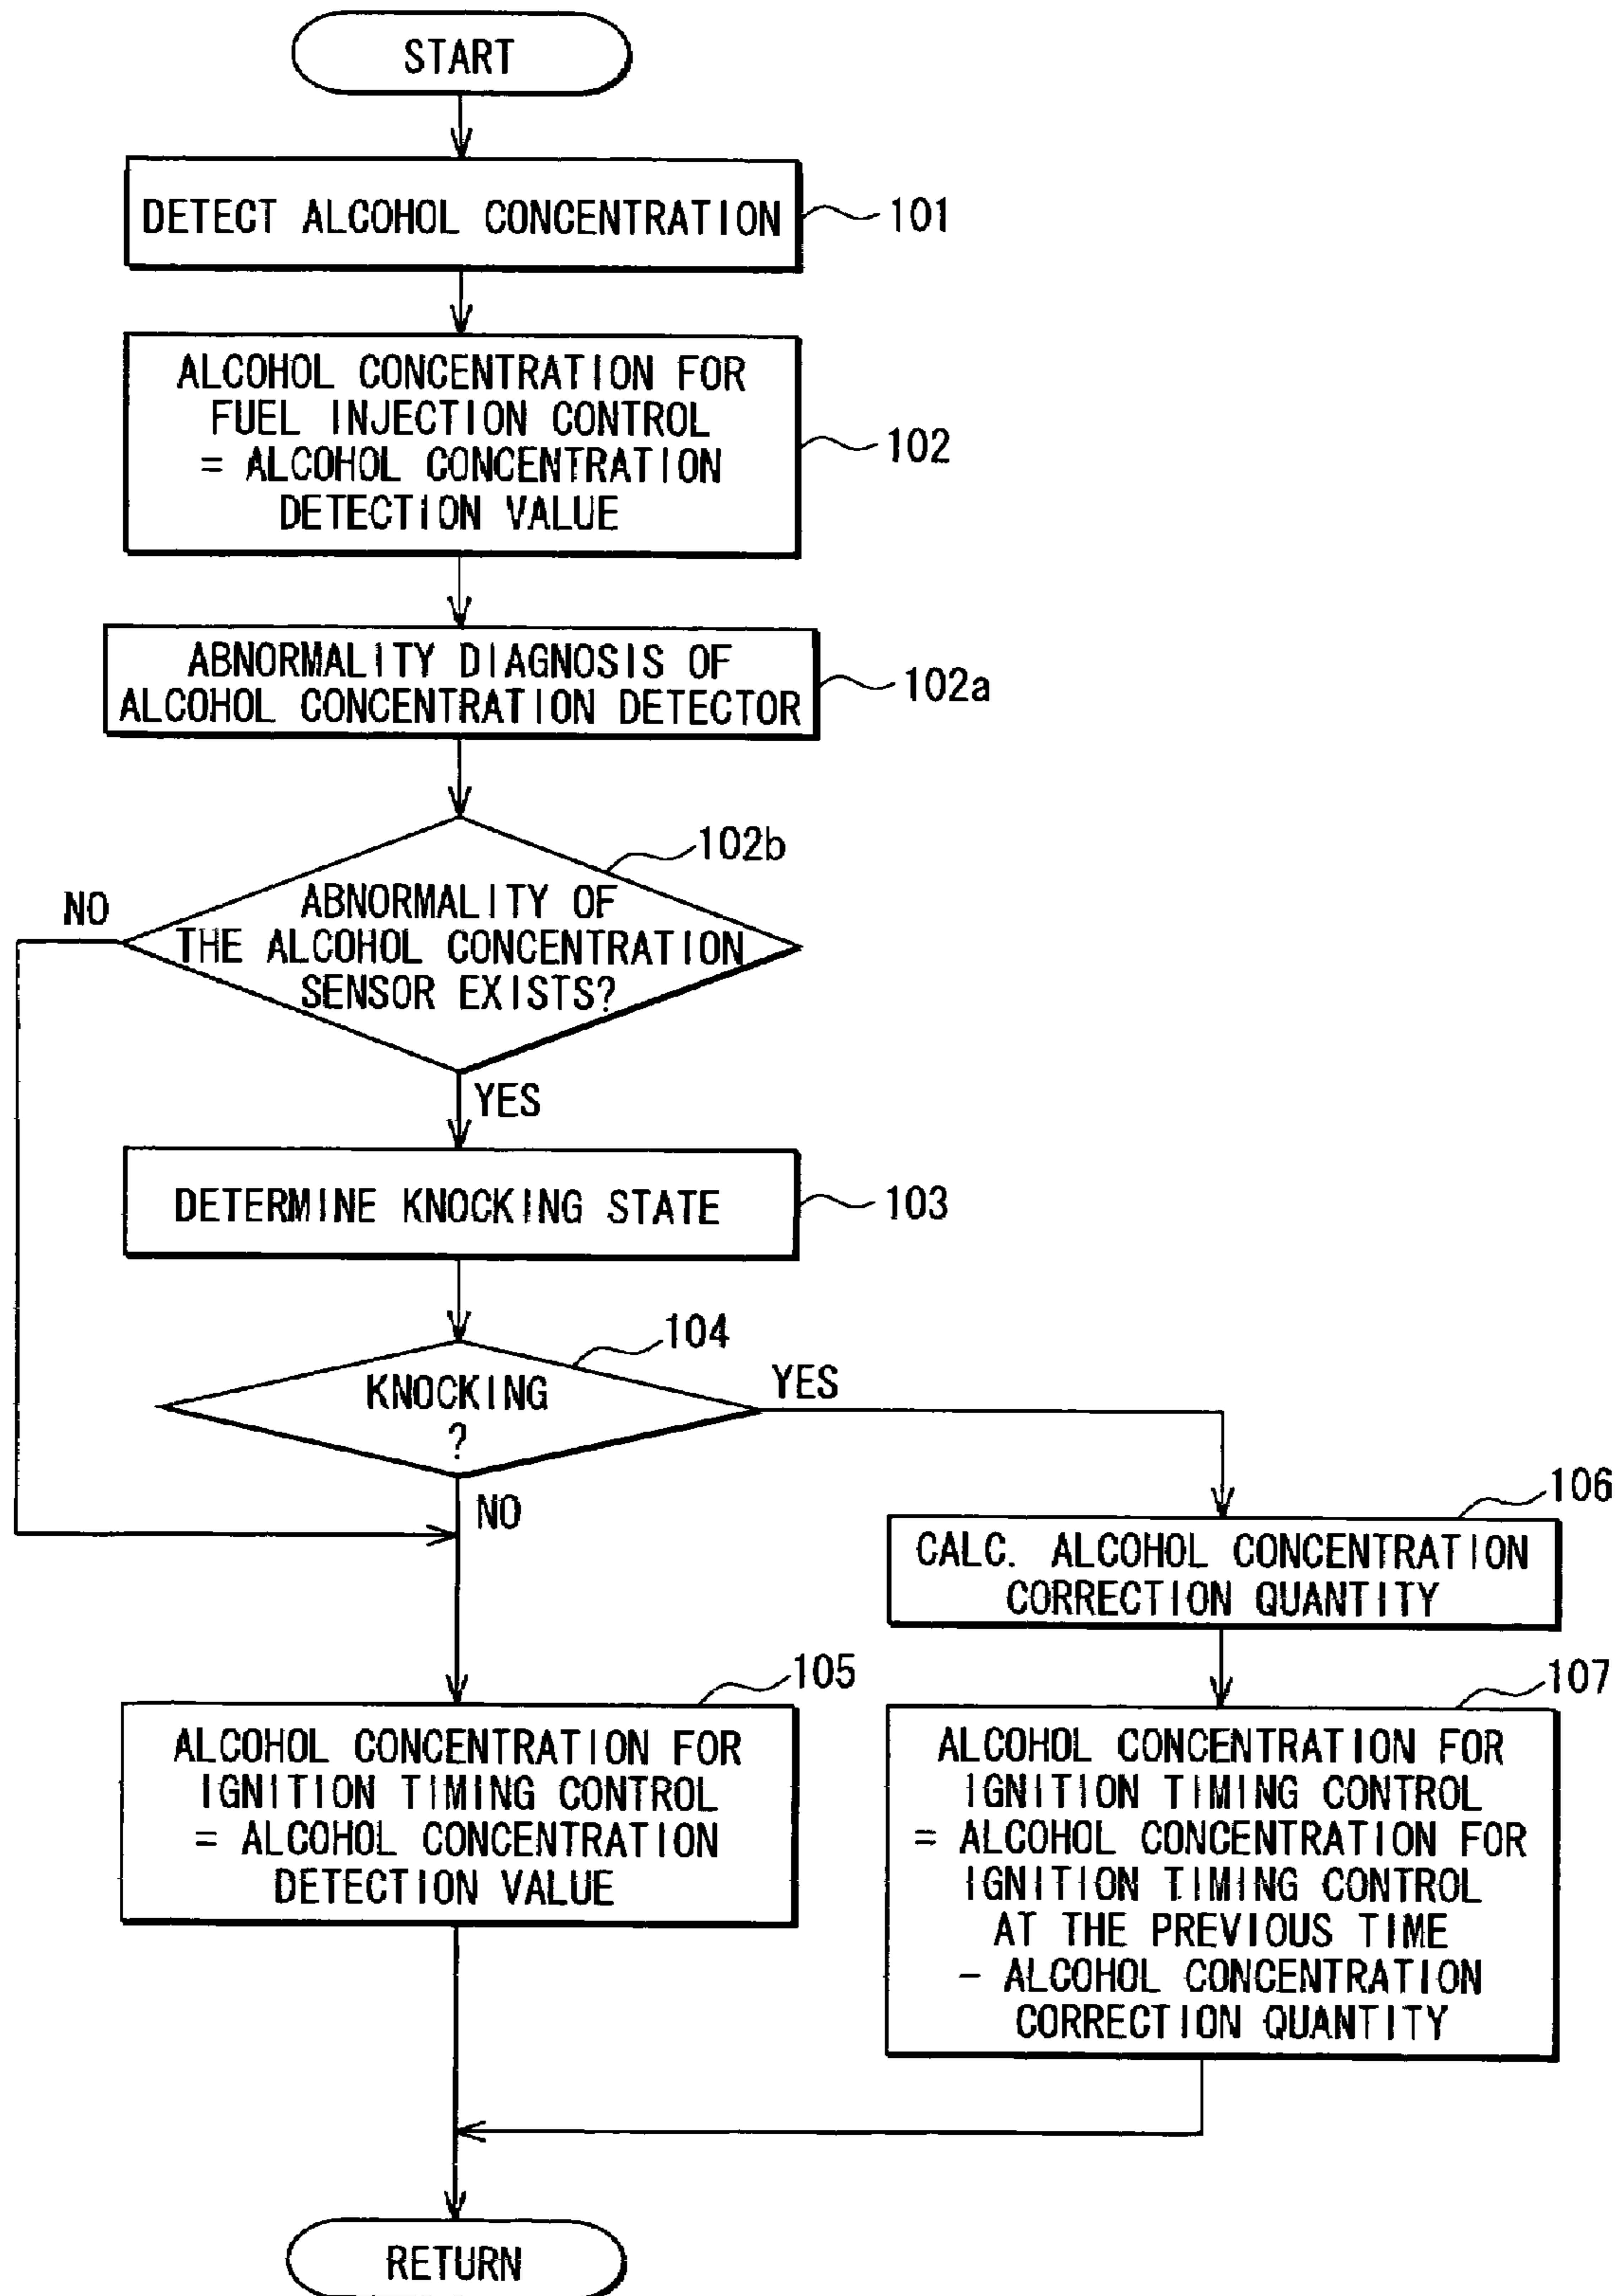 START
DETECT ALCOHOL CONCENTRATION
101
ALCOHOL CONCENTRATION FOR
FUEL INJECTION CONTROL
= ALCOHOL CONCENTRATION
DETECTION VALUE
102
ABNORMALITY DIAGNOSIS OF
ALCOHOL CONCENTRATION DETECTOR
102a
102b
NO
ABNORMALITY OF
THE ALCOHOL CONCENTRATION
SENSOR EXISTS?
YES
DETERMINE KNOCKING STATE
103
104
KNOCKING
?
YES
NO
106
CALC. ALCOHOL CONCENTRATION
CORRECTION QUANTITY
105
ALCOHOL CONCENTRATION FOR
IGNITION TIMING CONTROL
= ALCOHOL CONCENTRATION
DETECTION VALUE
107
ALCOHOL CONCENTRATION FOR
IGNITION TIMING CONTROL
= ALCOHOL CONCENTRATION FOR
IGNITION TIMING CONTROL
AT THE PREVIOUS TIME
- ALCOHOL CONCENTRATION
CORRECTION QUANTITY
RETURN